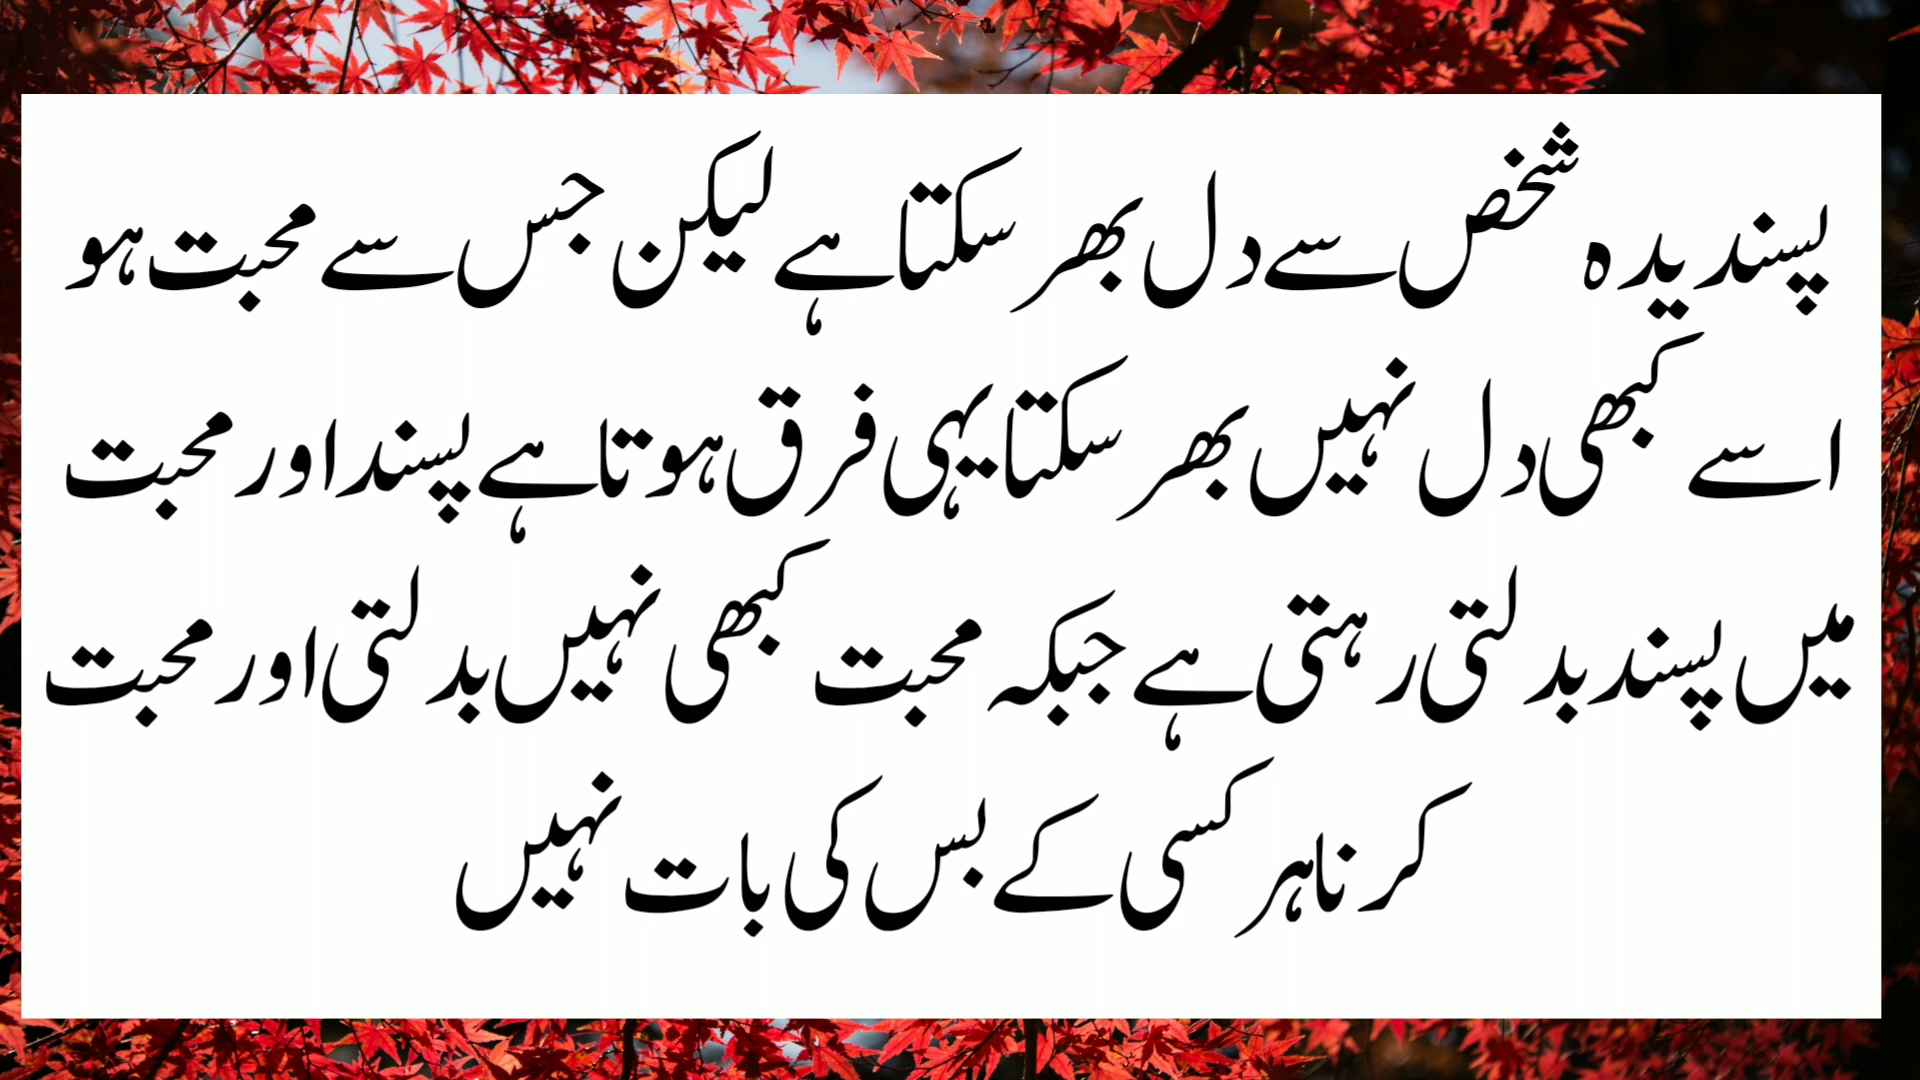 پسندیدہ شخص سے دل بھر سکتا ہے لیکن جس سے محبت ہو
اسے کبھی دل نہیں بھر سکتا یہی فرق ہوتا ہے پسند اور محبت
میں پسند بدلتی رہتی ہے جبکہ محبت کبھی نہیں بدلتی اور محبت
کرنا ہر کسی کے بس کی بات نہیں